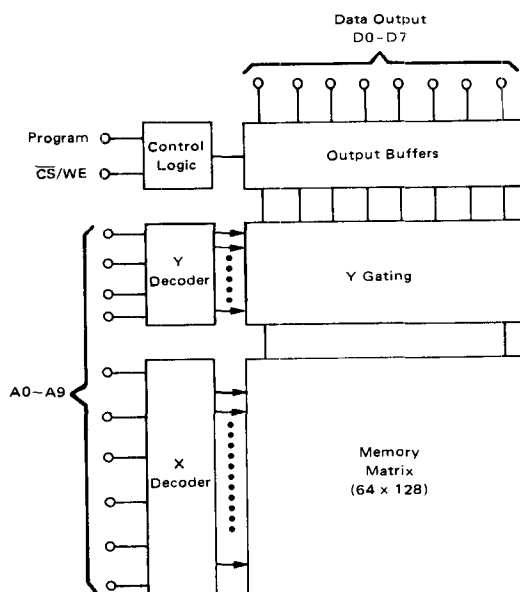 Data Output
D0-D7
Program
Control
Logic
Output Buffers
C̅S̅/WE
Y
Decoder
Y Gating
A0-A9
X
Decoder
Memory
Matrix
(64 x 128)